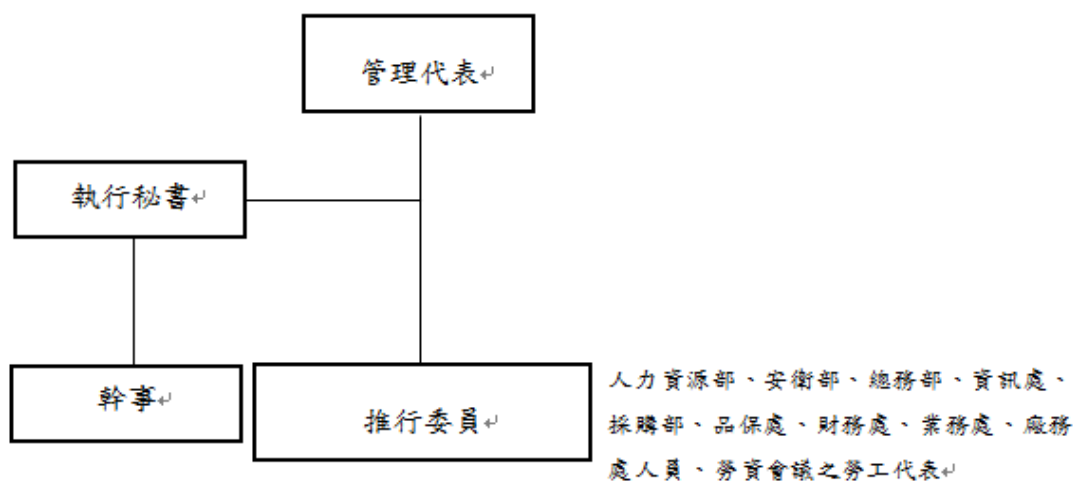 管理代表
執行秘書
幹事
推行委員
人力資源部、安衛部、總務部、資訊處、
採購部、品保處、財務處、業務處、廠務
處人員、勞資會議之勞工代表